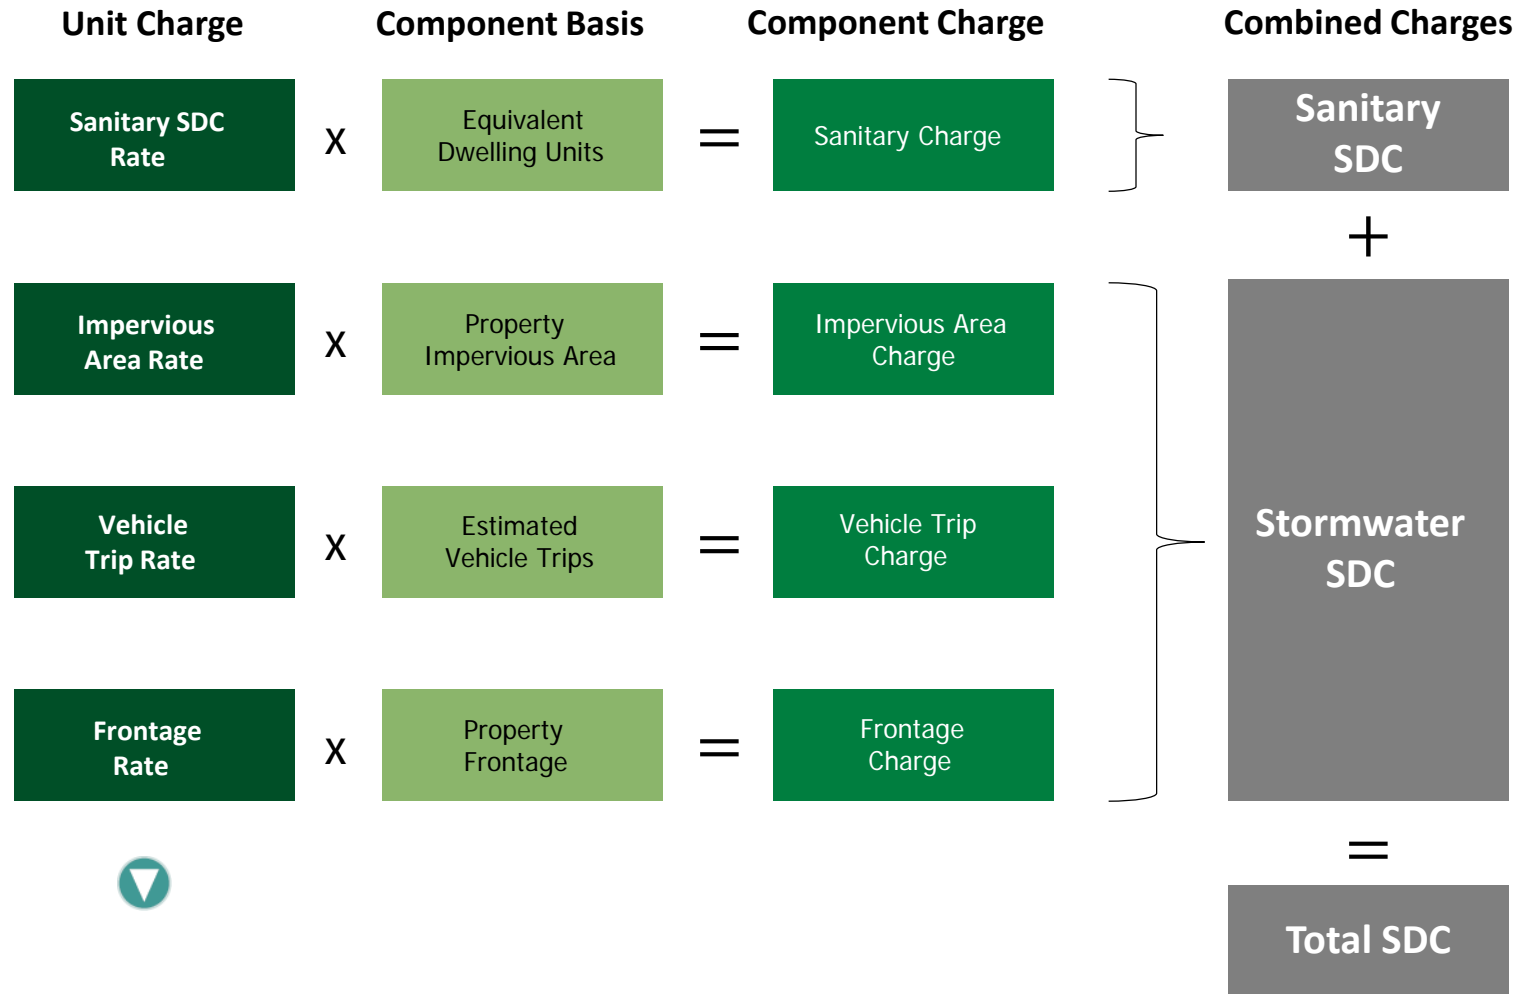 Unit Charge
Component Basis
Component Charge
Combined Charges
Sanitary SDC
Rate
x
Equivalent
Dwelling Units
=
Sanitary Charge
Sanitary
SDC
+
Impervious
Area Rate
x
Property
Impervious Area
=
Impervious Area
Charge
Vehicle
Trip Rate
x
Estimated
Vehicle Trips
=
Vehicle Trip
Charge
Stormwater
SDC
Frontage
Rate
x
Property
Frontage
=
Frontage
Charge
=
Total SDC